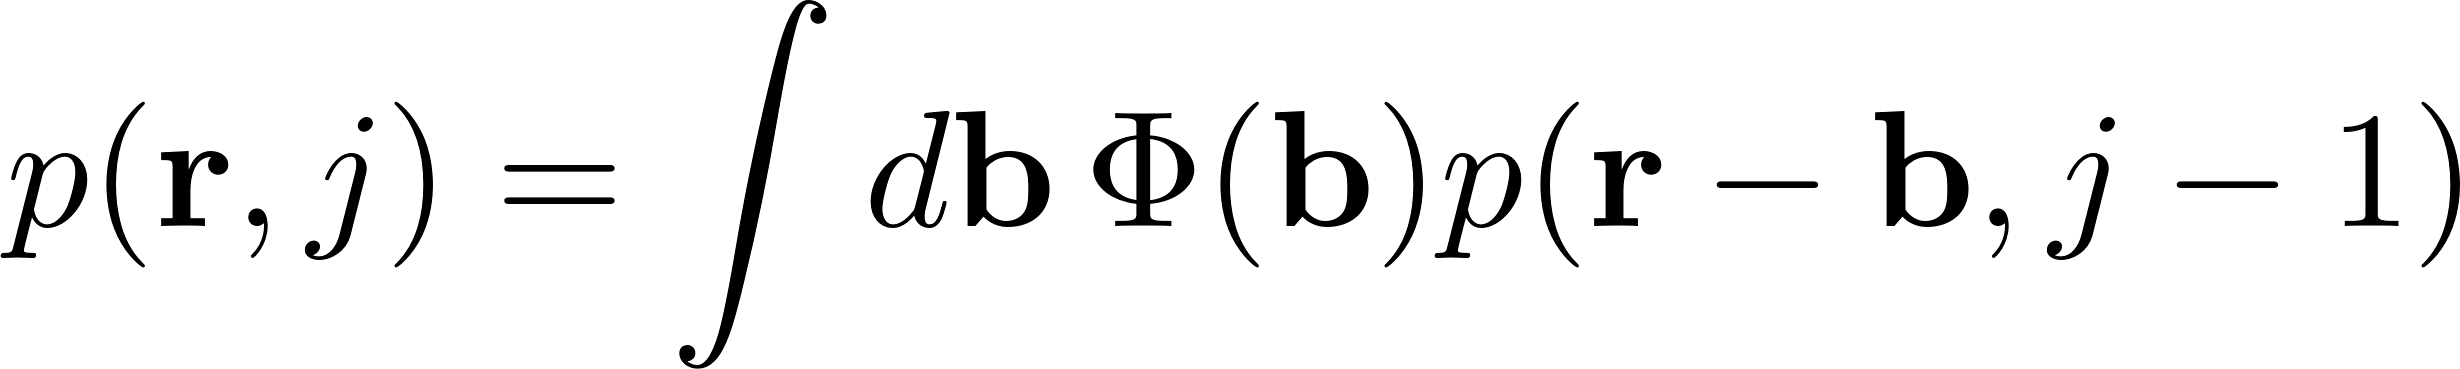 p(𝐫, j) = ∫ d𝐛 Φ(𝐛)p(𝐫 − 𝐛, j − 1)